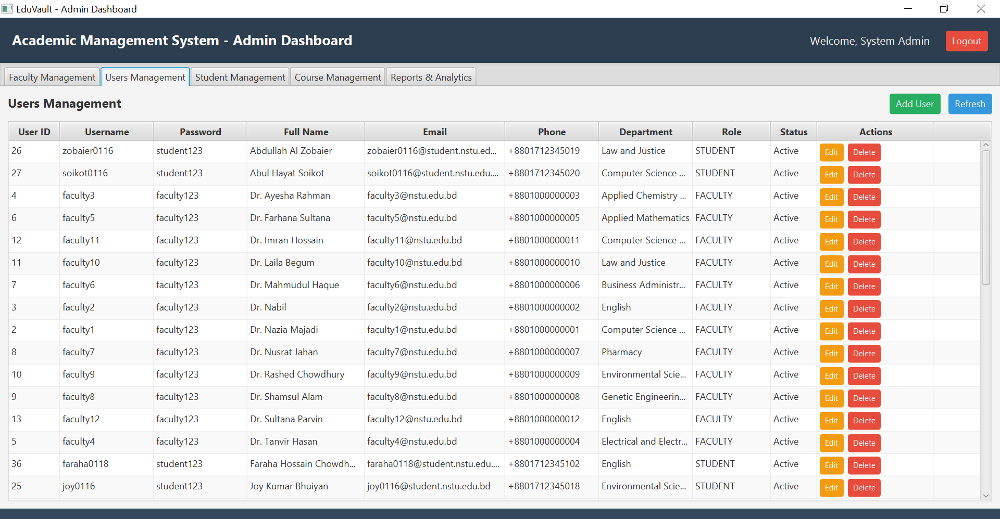 EduVault - Admin Dashboard
Academic Management System - Admin Dashboard Welcome, System Admin Logout
Faculty Management Users Management Student Management Course Management Reports & Analytics
Users Management Add User Refresh
User ID Username Password Full Name Email Phone Department Role Status Actions
26 zobaier0116 student123 Abdullah Al Zobaier zobaier0116@student.nstu.ed... +8801712345019 Law and Justice STUDENT Active Edit Delete
27 soikot0116 student123 Abul Hayat Soikot soikot0116@student.nstu.edu.... +8801712345020 Computer Science ... STUDENT Active Edit Delete
4 faculty3 faculty123 Dr. Ayesha Rahman faculty3@nstu.edu.bd +8801000000003 Applied Chemistry ... FACULTY Active Edit Delete
6 faculty5 faculty123 Dr. Farhana Sultana faculty5@nstu.edu.bd +8801000000005 Applied Mathematics FACULTY Active Edit Delete
12 faculty11 faculty123 Dr. Imran Hossain faculty11@nstu.edu.bd +8801000000011 Computer Science ... FACULTY Active Edit Delete
11 faculty10 faculty123 Dr. Laila Begum faculty10@nstu.edu.bd +8801000000010 Law and Justice FACULTY Active Edit Delete
7 faculty6 faculty123 Dr. Mahmudul Haque faculty6@nstu.edu.bd +8801000000006 Business Administr... FACULTY Active Edit Delete
3 faculty2 faculty123 Dr. Nabil faculty2@nstu.edu.bd +8801000000002 English FACULTY Active Edit Delete
2 faculty1 faculty123 Dr. Nazia Majadi faculty1@nstu.edu.bd +8801000000001 Computer Science ... FACULTY Active Edit Delete
8 faculty7 faculty123 Dr. Nusrat Jahan faculty7@nstu.edu.bd +8801000000007 Pharmacy FACULTY Active Edit Delete
10 faculty9 faculty123 Dr. Rashed Chowdhury faculty9@nstu.edu.bd +8801000000009 Environmental Scie... FACULTY Active Edit Delete
9 faculty8 faculty123 Dr. Shamsul Alam faculty8@nstu.edu.bd +8801000000008 Genetic Engineerin... FACULTY Active Edit Delete
13 faculty12 faculty123 Dr. Sultana Parvin faculty12@nstu.edu.bd +8801000000012 English FACULTY Active Edit Delete
5 faculty4 faculty123 Dr. Tanvir Hasan faculty4@nstu.edu.bd +8801000000004 Electrical and Electr... FACULTY Active Edit Delete
36 faraha0118 student123 Faraha Hossain Chowdh... faraha0118@student.nstu.edu.... +8801712345102 English STUDENT Active Edit Delete
25 joy0116 student123 Joy Kumar Bhuiyan joy0116@student.nstu.edu.bd +8801712345018 Environmental Scie... STUDENT Active Edit Delete